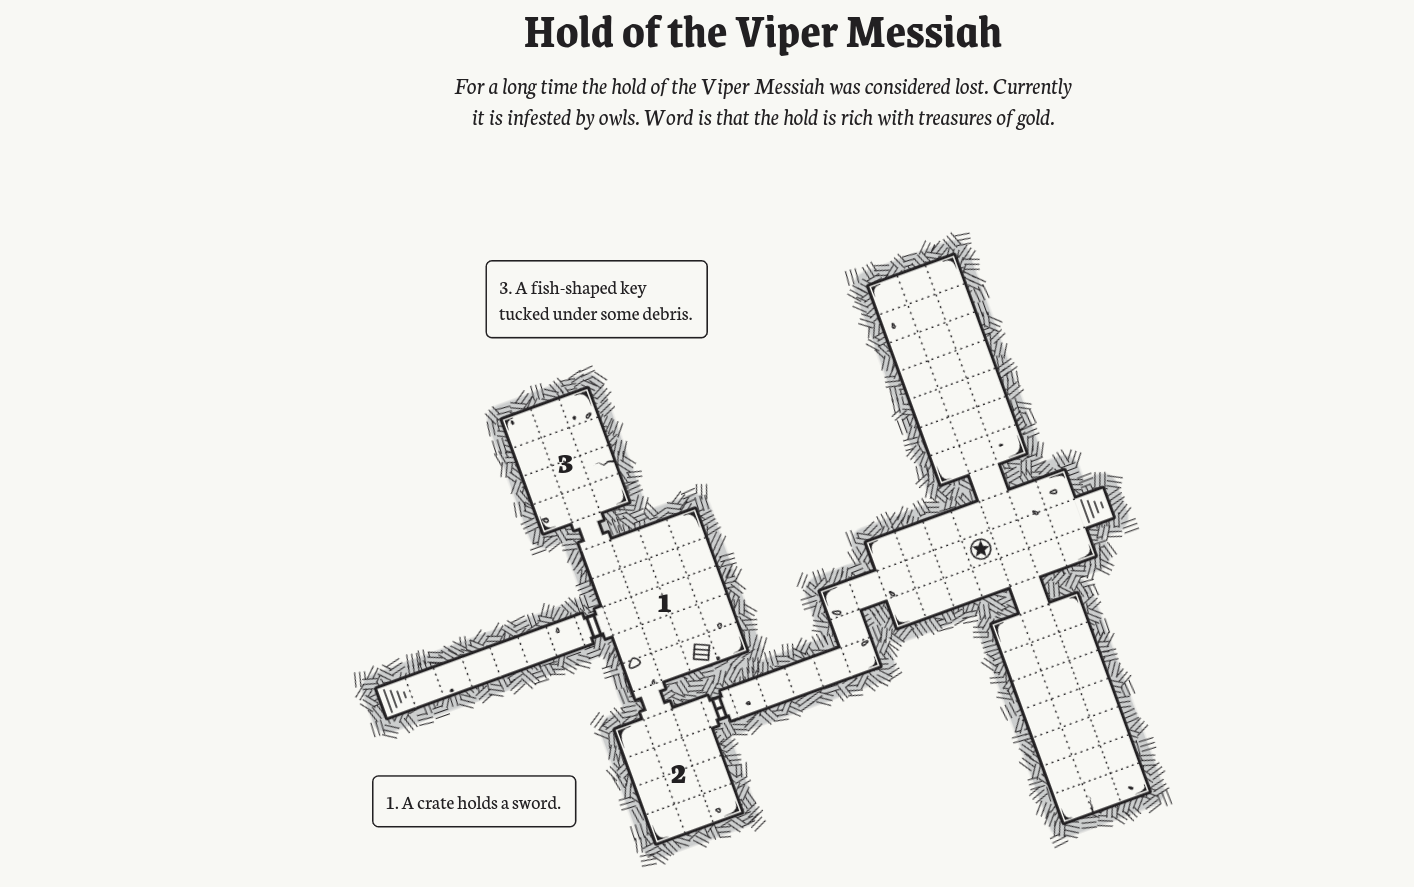 Hold of the Viper Messiah
For a long time the hold of the Viper Messiah was considered lost. Currently
it is infested by owls. Word is that the hold is rich with treasures of gold.
3. A fish-shaped key
tucked under some debris.
3
1
2
1. A crate holds a sword.